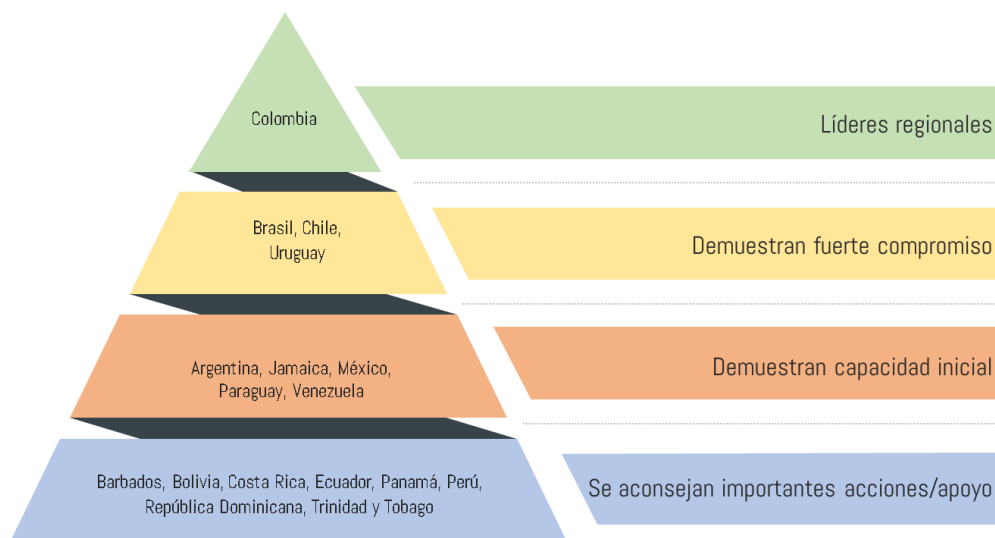 Colombia
Líderes regionales
Brasil, Chile,
Uruguay
Demuestran fuerte compromiso
Argentina, Jamaica, México,
Paraguay, Venezuela
Demuestran capacidad inicial
Barbados, Bolivia, Costa Rica, Ecuador, Panamá, Perú,
República Dominicana, Trinidad y Tobago
Se aconsejan importantes acciones/apoyo